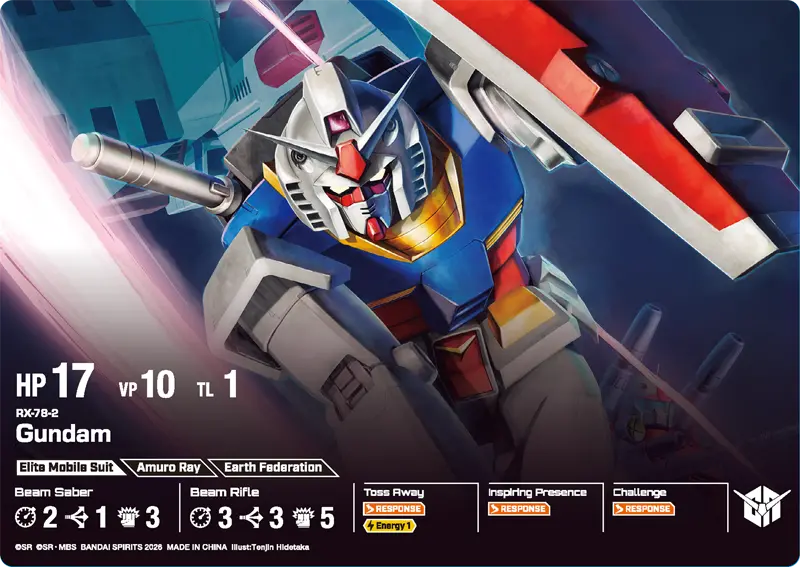 HP 17 VP 10 TL 1
RX-78-2
Gundam
Elite Mobile Suit Amuro Ray Earth Federation
Beam Saber
2 1 3
Beam Rifle
3 3 5
Toss Away
RESPONSE
Energy 1
Inspiring Presence
RESPONSE
Challenge
RESPONSE
©SR ©SR・MBS BANDAI SPIRITS 2026 MADE IN CHINA Illust:Tenjin Hidetaka